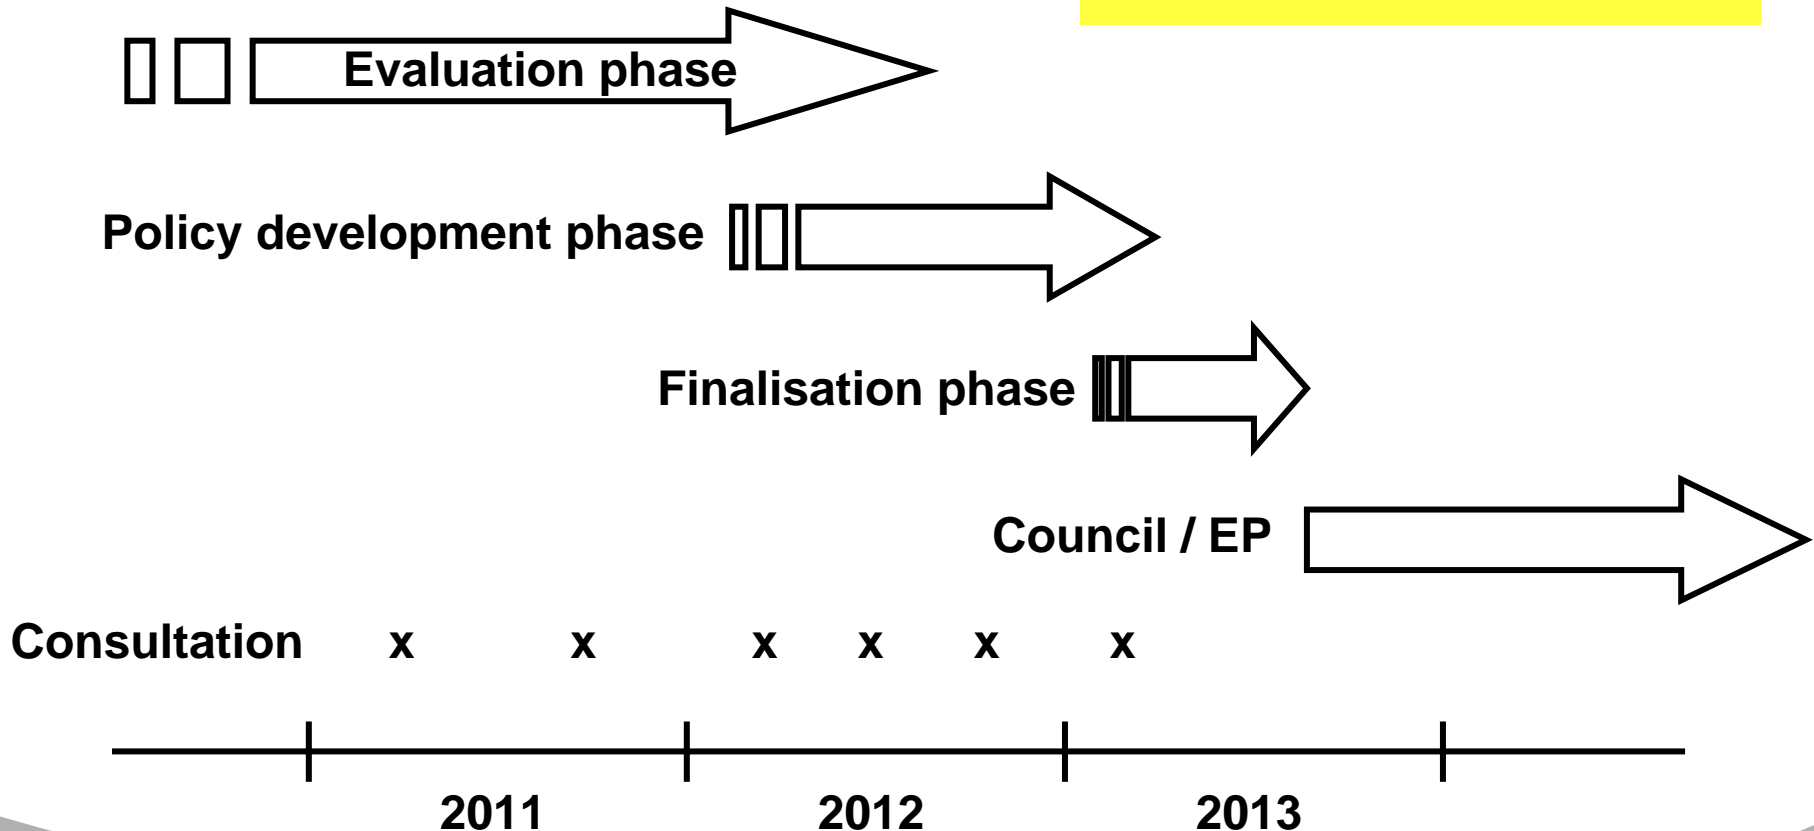 Evaluation phase
Policy development phase
Finalisation phase
Council / EP
Consultation x x x x x x
2011 2012 2013